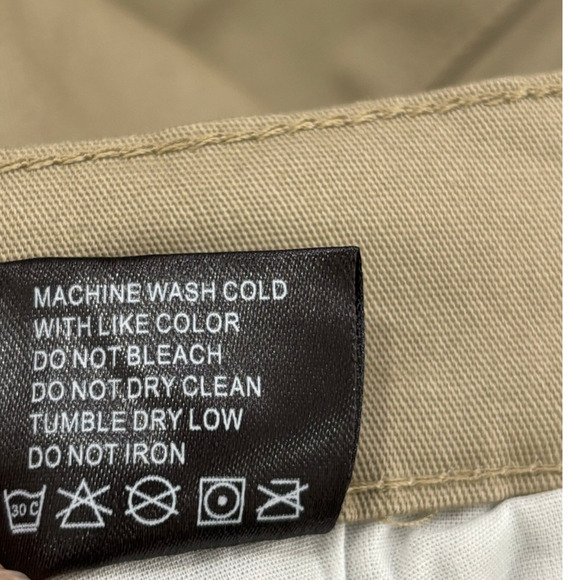 MACHINE WASH COLD
WITH LIKE COLOR
DO NOT BLEACH
DO NOT DRY CLEAN
TUMBLE DRY LOW
DO NOT IRON
30 C